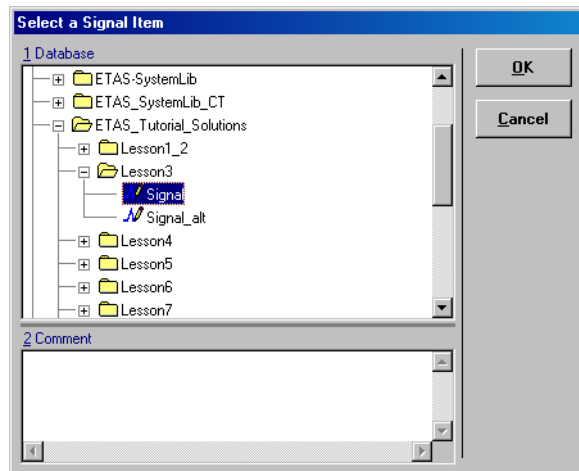 Select a Signal Item
1 Database
OK
ETAS-SystemLib
ETAS_SystemLib_CT
Cancel
ETAS_Tutorial_Solutions
Lesson1_2
Lesson3
Signal
Signal_alt
Lesson4
Lesson5
Lesson6
Lesson7
2 Comment